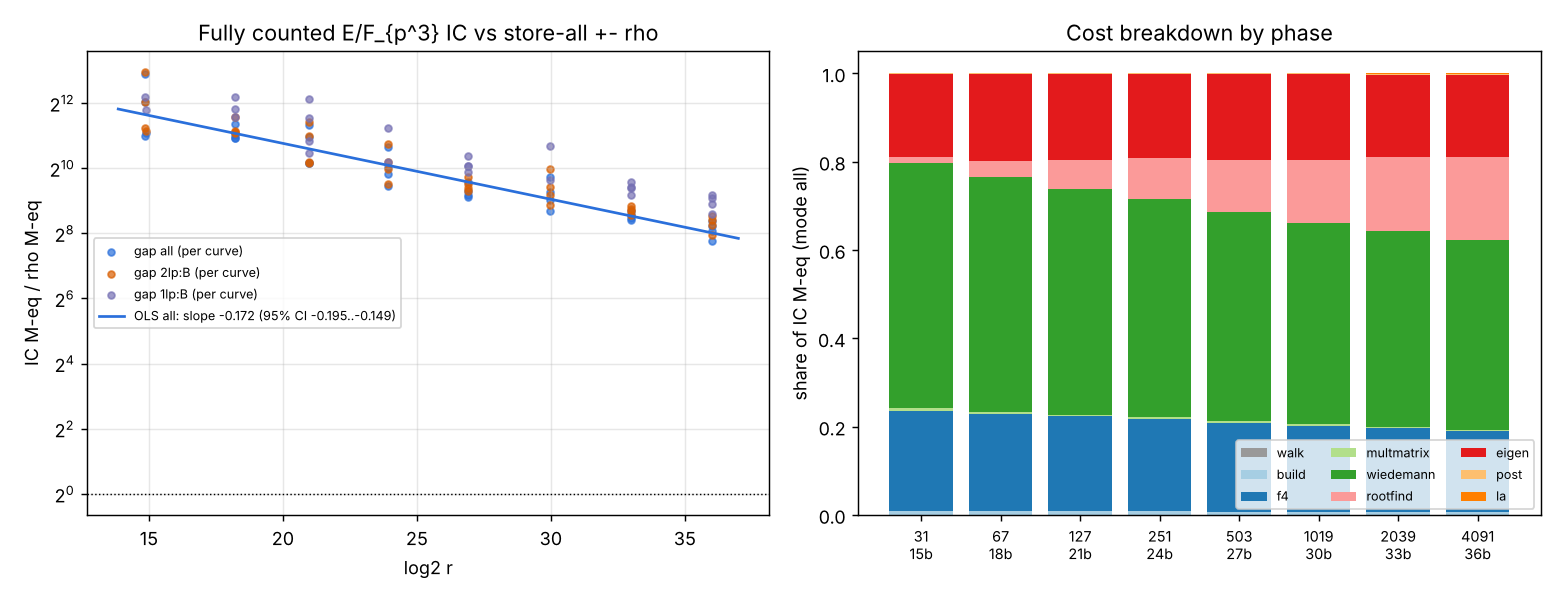 Fully counted E/F_{p^3} IC vs store-all +- rho
IC M-eq / rho M-eq
2^12
2^10
2^8
2^6
2^4
2^2
2^0
gap all (per curve)
gap 2lp:B (per curve)
gap 1lp:B (per curve)
OLS all: slope -0.172 (95% CI -0.195..-0.149)
15 20 25 30 35
log2 r
Cost breakdown by phase
share of IC M-eq (mode all)
1.0
0.8
0.6
0.4
0.2
0.0
walk multmatrix eigen
build wiedemann post
f4 rootfind la
31 67 127 251 503 1019 2039 4091
15b 18b 21b 24b 27b 30b 33b 36b